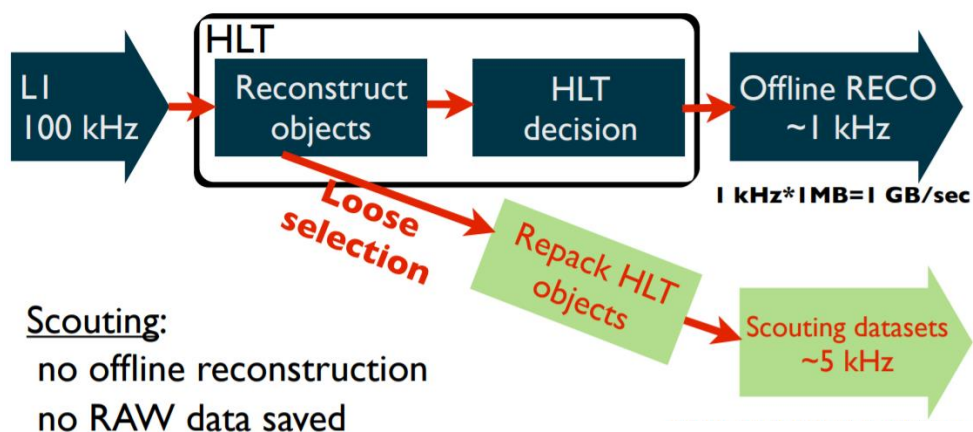 HLT
L1
100 kHz
Reconstruct
objects
HLT
decision
Offline RECO
~1 kHz
1 kHz*1MB=1 GB/sec
Loose
selection
Repack HLT
objects
Scouting datasets
~5 kHz
Scouting:
no offline reconstruction
no RAW data saved